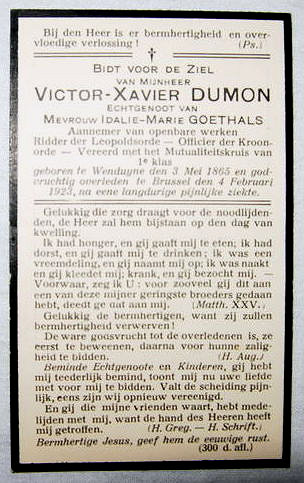 Bij den Heer is er bermhertigheid en over-
vloedige verlossing ! (Ps.)
†
BIDT VOOR DE ZIEL
VAN MIJNHEER
VICTOR-XAVIER DUMON
ECHTGENOOT VAN
MEVROUW IDALIE-MARIE GOETHALS
Aannemer van openbare werken
Ridder der Leopoldsorde — Officier der Kroon-
orde — Vereerd met het Mutualiteitskruis van
1e klas
geboren te Wenduyne den 3 Mei 1865 en god-
vruchtig overleden te Brussel den 4 Februari
1923, na eene langdurige pijnlijke ziekte.
Gelukkig die zorg draagt voor de noodlijden-
den, de Heer zal hem bijstaan op den dag van
kwelling.
Ik had honger, en gij gaaft mij te eten; ik had
dorst, en gij gaaft mij te drinken; ik was een
vreemdeling, en gij naamt mij op; ik was naakt
en gij kleedet mij; krank, en gij bezocht mij. —
Voorwaar, zeg ik U : voor zooveel gij dit aan
een van deze mijner geringste broeders gedaan
hebt, deedt gij het aan mij. (Matth. XXV.)
Gelukkig de bermhertigen, want zij zullen
bermhertigheid verwerven !
De ware godsvrucht tot de overledenen is, ze
eerst te beweenen, daarna voor hunne zalig-
heid te bidden. (H. Aug.)
Beminde Echtgenoote en Kinderen, gij hebt
mij teederlijk bemind, toont mij nu uwe liefde
met voor mij te bidden. Valt de scheiding pijn-
lijk, eens zijn wij opnieuw vereenigd.
En gij die mijne vrienden waart, bidt met
medelijden, want de hand des Heeren heeft mij
getroffen. (H. Greg. — H. Schrift.)
Bermhertige Jesus, geef hem de eeuwige rust.
(300 d. afl.)